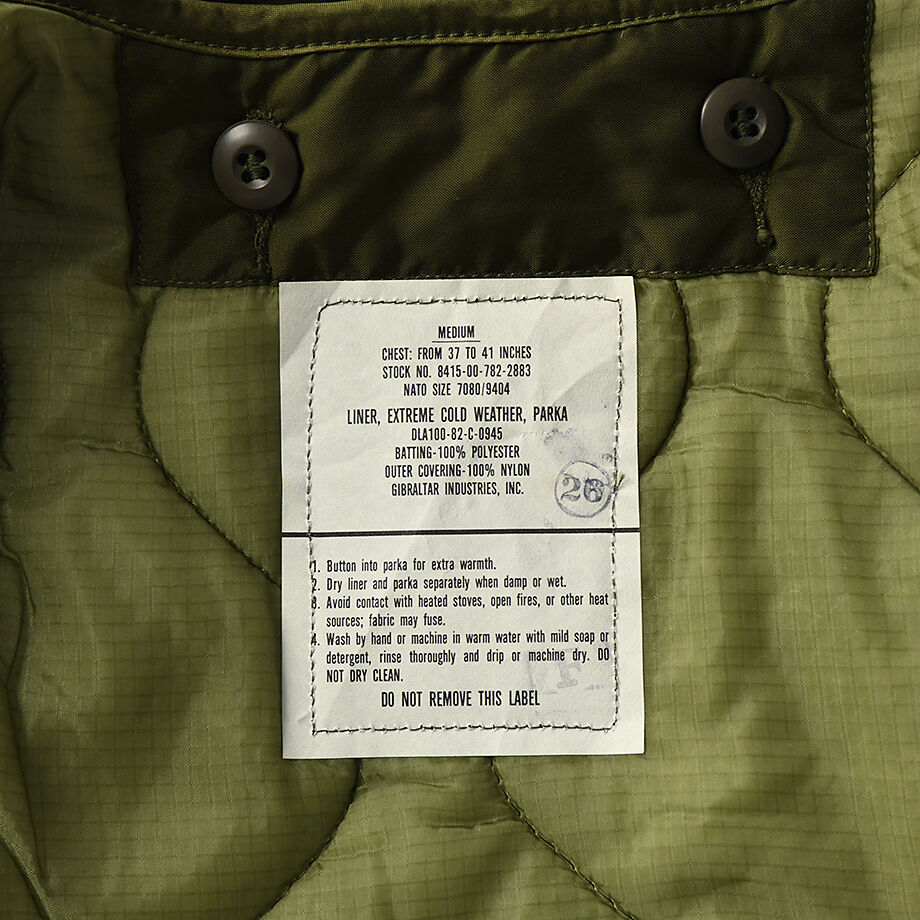 MEDIUM
CHEST: FROM 37 TO 41 INCHES
STOCK NO. 8415-00-782-2883
NATO SIZE 7080/9404
LINER, EXTREME COLD WEATHER, PARKA
DLA100-82-C-0945
BATTING-100% POLYESTER
OUTER COVERING-100% NYLON
GIBRALTAR INDUSTRIES, INC.
26
1. Button into parka for extra warmth.
2. Dry liner and parka separately when damp or wet.
3. Avoid contact with heated stoves, open fires, or other heat
sources; fabric may fuse.
4. Wash by hand or machine in warm water with mild soap or
detergent, rinse thoroughly and drip or machine dry. DO
NOT DRY CLEAN.
DO NOT REMOVE THIS LABEL